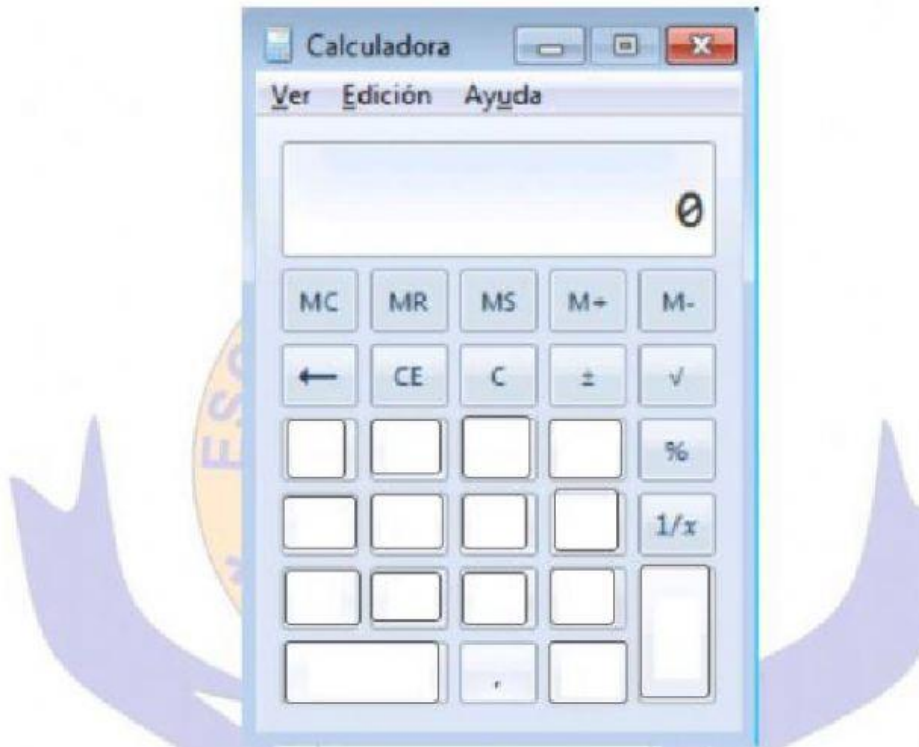 Calculadora
Ver Edición Ayuda
0
MC MR MS M+ M-
← CE C ± √
%
1/x
,